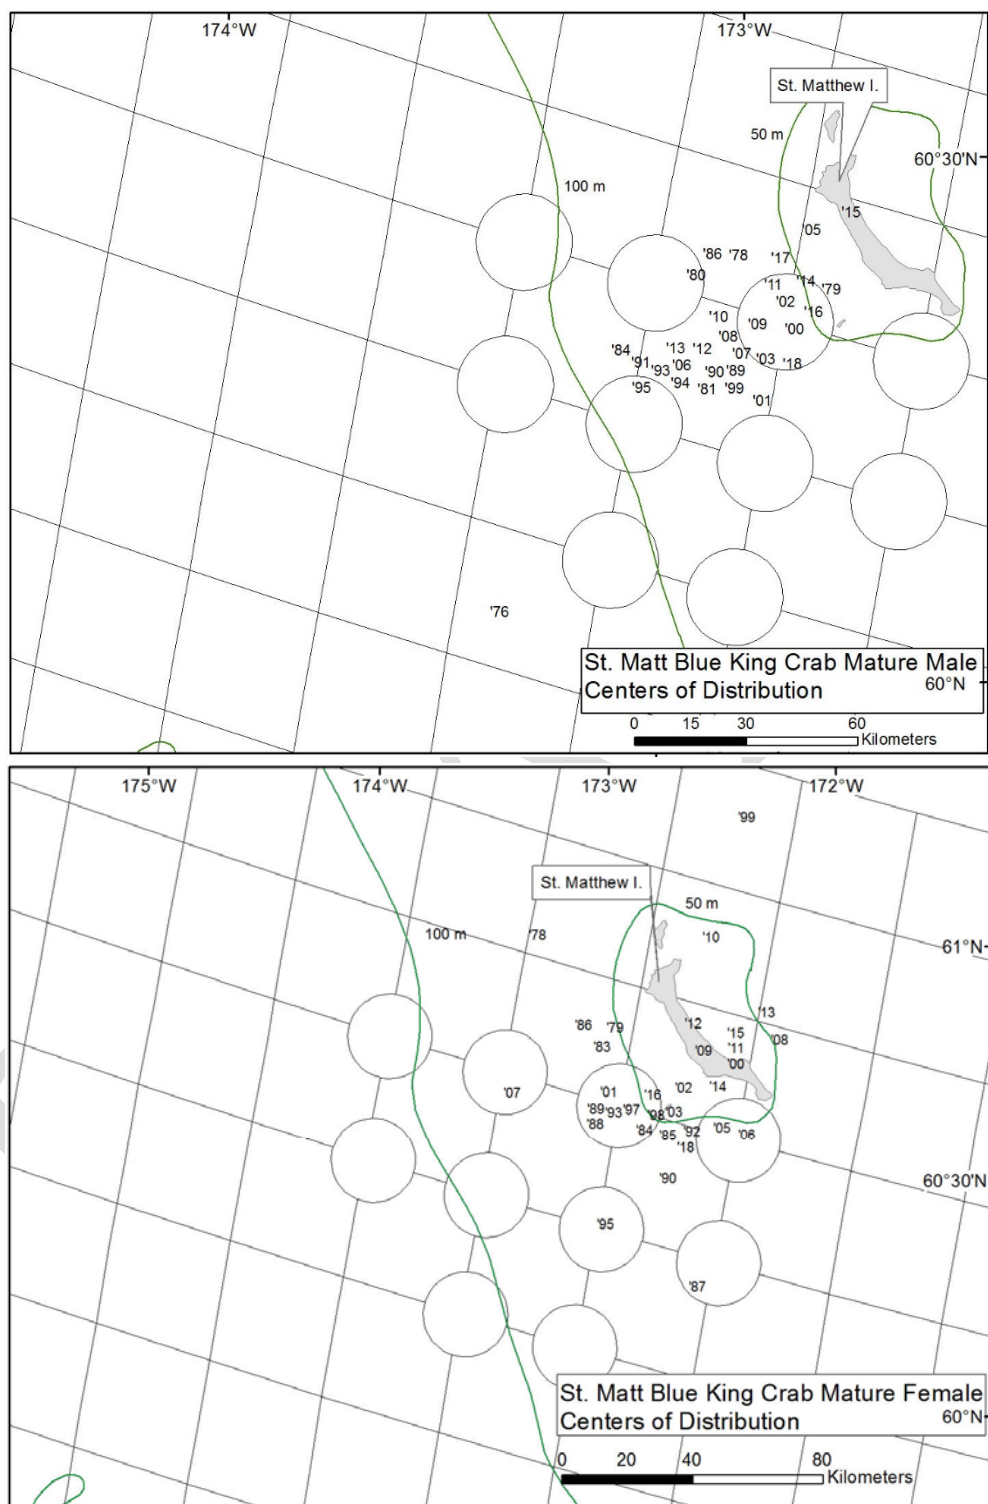 174°W 173°W
St. Matthew I.
50 m
60°30'N
100 m
'15
'05
'86 '78 '17
'80
'11 '14 '79
'02
'10 '09 '16
'00
'08
'84 '13 '12 '07
'91 '06 '03 '18
'93 '90 '89
'95 '94 '81 '99
'01
'76
St. Matt Blue King Crab Mature Male
Centers of Distribution
60°N
0 15 30 60
Kilometers
175°W 174°W 173°W 172°W
'99
St. Matthew I.
50 m
100 m '78 '10
61°N
'13
'86 '79 '12 '15
'08
'83 '09 '11
'00
'07 '01 '16 '02 '14
'89 '93 '97 '98 '03
'88 '84 '85 '92 '05 '06
'18
'90
60°30'N
'95
'87
St. Matt Blue King Crab Mature Female
Centers of Distribution
60°N
0 20 40 80
Kilometers